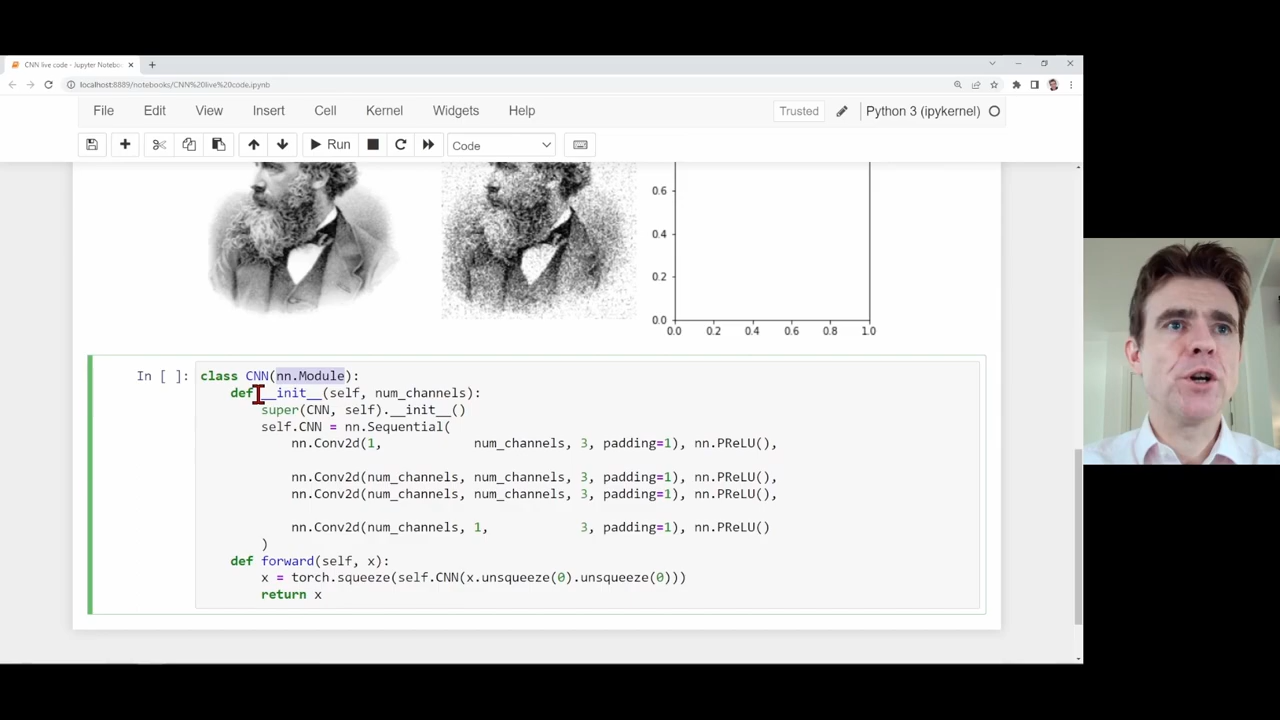 CNN live code - Jupyter Notebo
localhost:8889/notebooks/CNN%20live%20code.ipynb
File Edit View Insert Cell Kernel Widgets Help Trusted Python 3 (ipykernel)
Run Code
0.6
0.4
0.2
0.0
0.0 0.2 0.4 0.6 0.8 1.0
In [ ]: class CNN(nn.Module):
def __init__(self, num_channels):
super(CNN, self).__init__()
self.CNN = nn.Sequential(
nn.Conv2d(1, num_channels, 3, padding=1), nn.PReLU(),
nn.Conv2d(num_channels, num_channels, 3, padding=1), nn.PReLU(),
nn.Conv2d(num_channels, num_channels, 3, padding=1), nn.PReLU(),
nn.Conv2d(num_channels, 1, 3, padding=1), nn.PReLU()
)
def forward(self, x):
x = torch.squeeze(self.CNN(x.unsqueeze(0).unsqueeze(0)))
return x